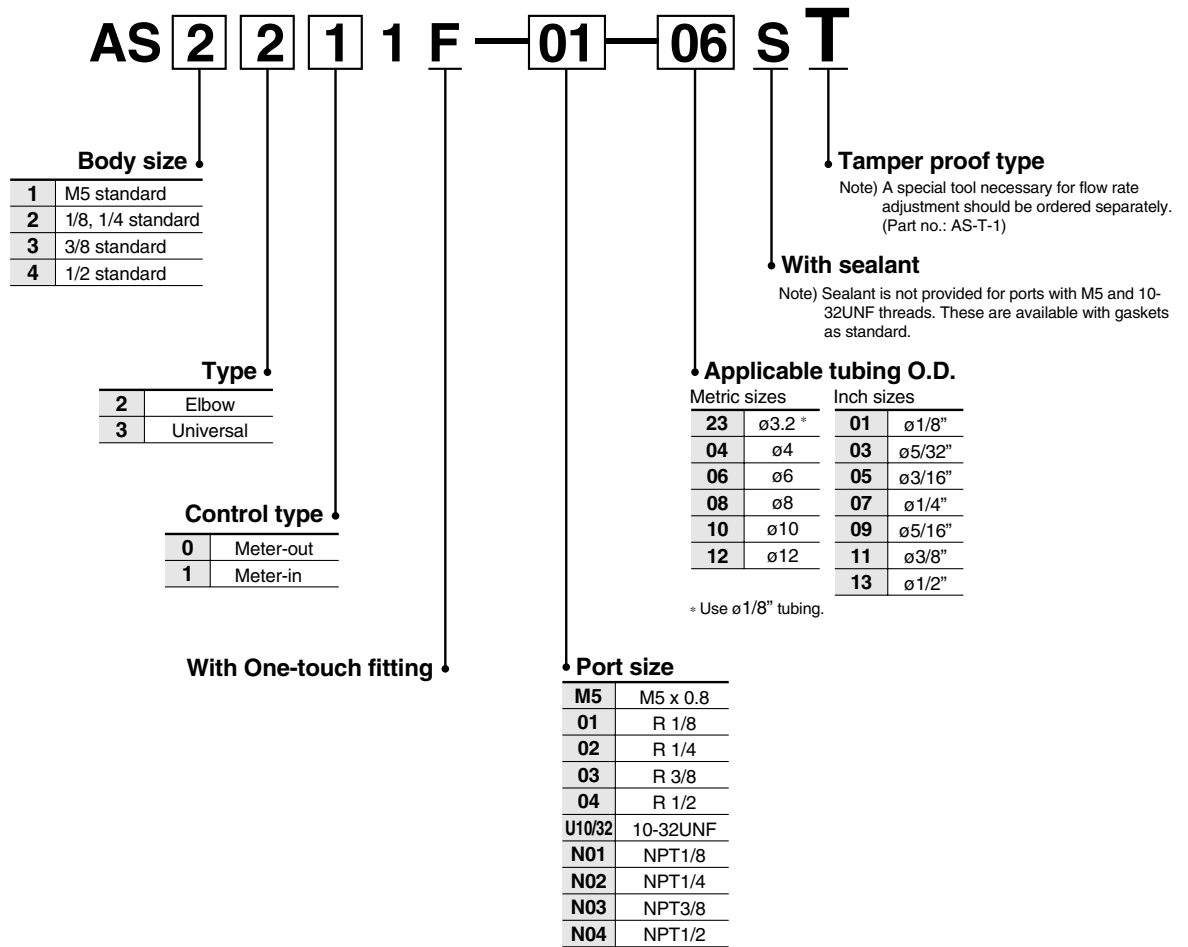 AS 2 2 1 1 F — 01 — 06 S T
Body size
1 M5 standard
2 1/8, 1/4 standard
3 3/8 standard
4 1/2 standard
Type
2 Elbow
3 Universal
Control type
0 Meter-out
1 Meter-in
With One-touch fitting
Tamper proof type
Note) A special tool necessary for flow rate
adjustment should be ordered separately.
(Part no.: AS-T-1)
With sealant
Note) Sealant is not provided for ports with M5 and 10-
32UNF threads. These are available with gaskets
as standard.
Applicable tubing O.D.
Metric sizes
23 ø3.2 *
04 ø4
06 ø6
08 ø8
10 ø10
12 ø12
Inch sizes
01 ø1/8”
03 ø5/32”
05 ø3/16”
07 ø1/4”
09 ø5/16”
11 ø3/8”
13 ø1/2”
* Use ø1/8” tubing.
Port size
M5 M5 x 0.8
01 R 1/8
02 R 1/4
03 R 3/8
04 R 1/2
U10/32 10-32UNF
N01 NPT1/8
N02 NPT1/4
N03 NPT3/8
N04 NPT1/2